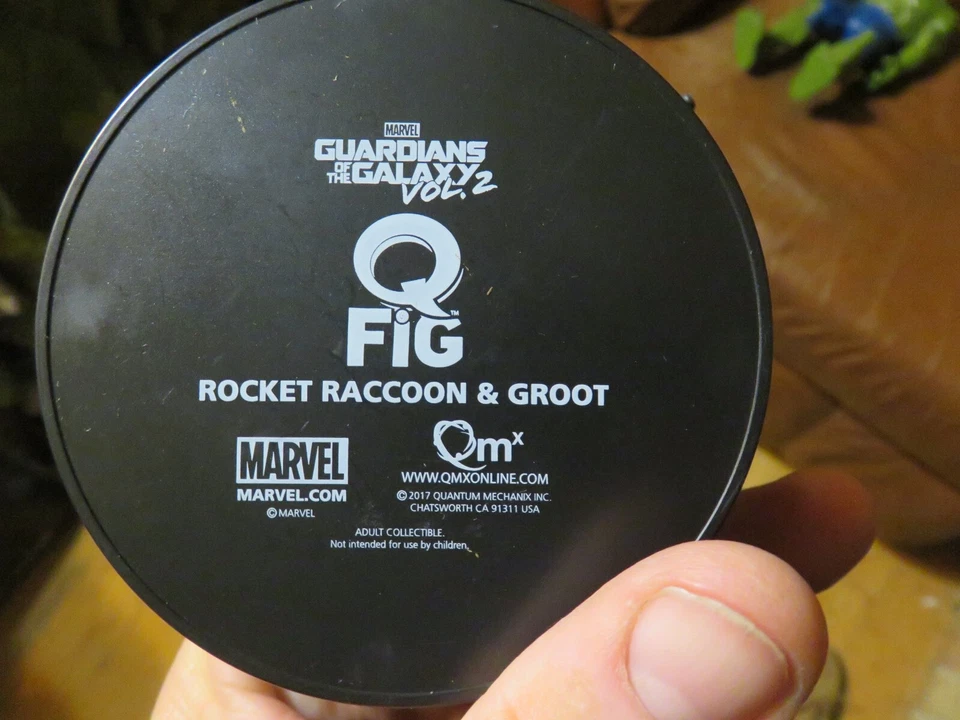 MARVEL
GUARDIANS
OF THE GALAXY
VOL. 2
Q
FiG™
ROCKET RACCOON & GROOT
MARVEL
MARVEL.COM
© MARVEL
Qmx
WWW.QMXONLINE.COM
© 2017 QUANTUM MECHANIX INC.
CHATSWORTH CA 91311 USA
ADULT COLLECTIBLE.
Not intended for use by children.